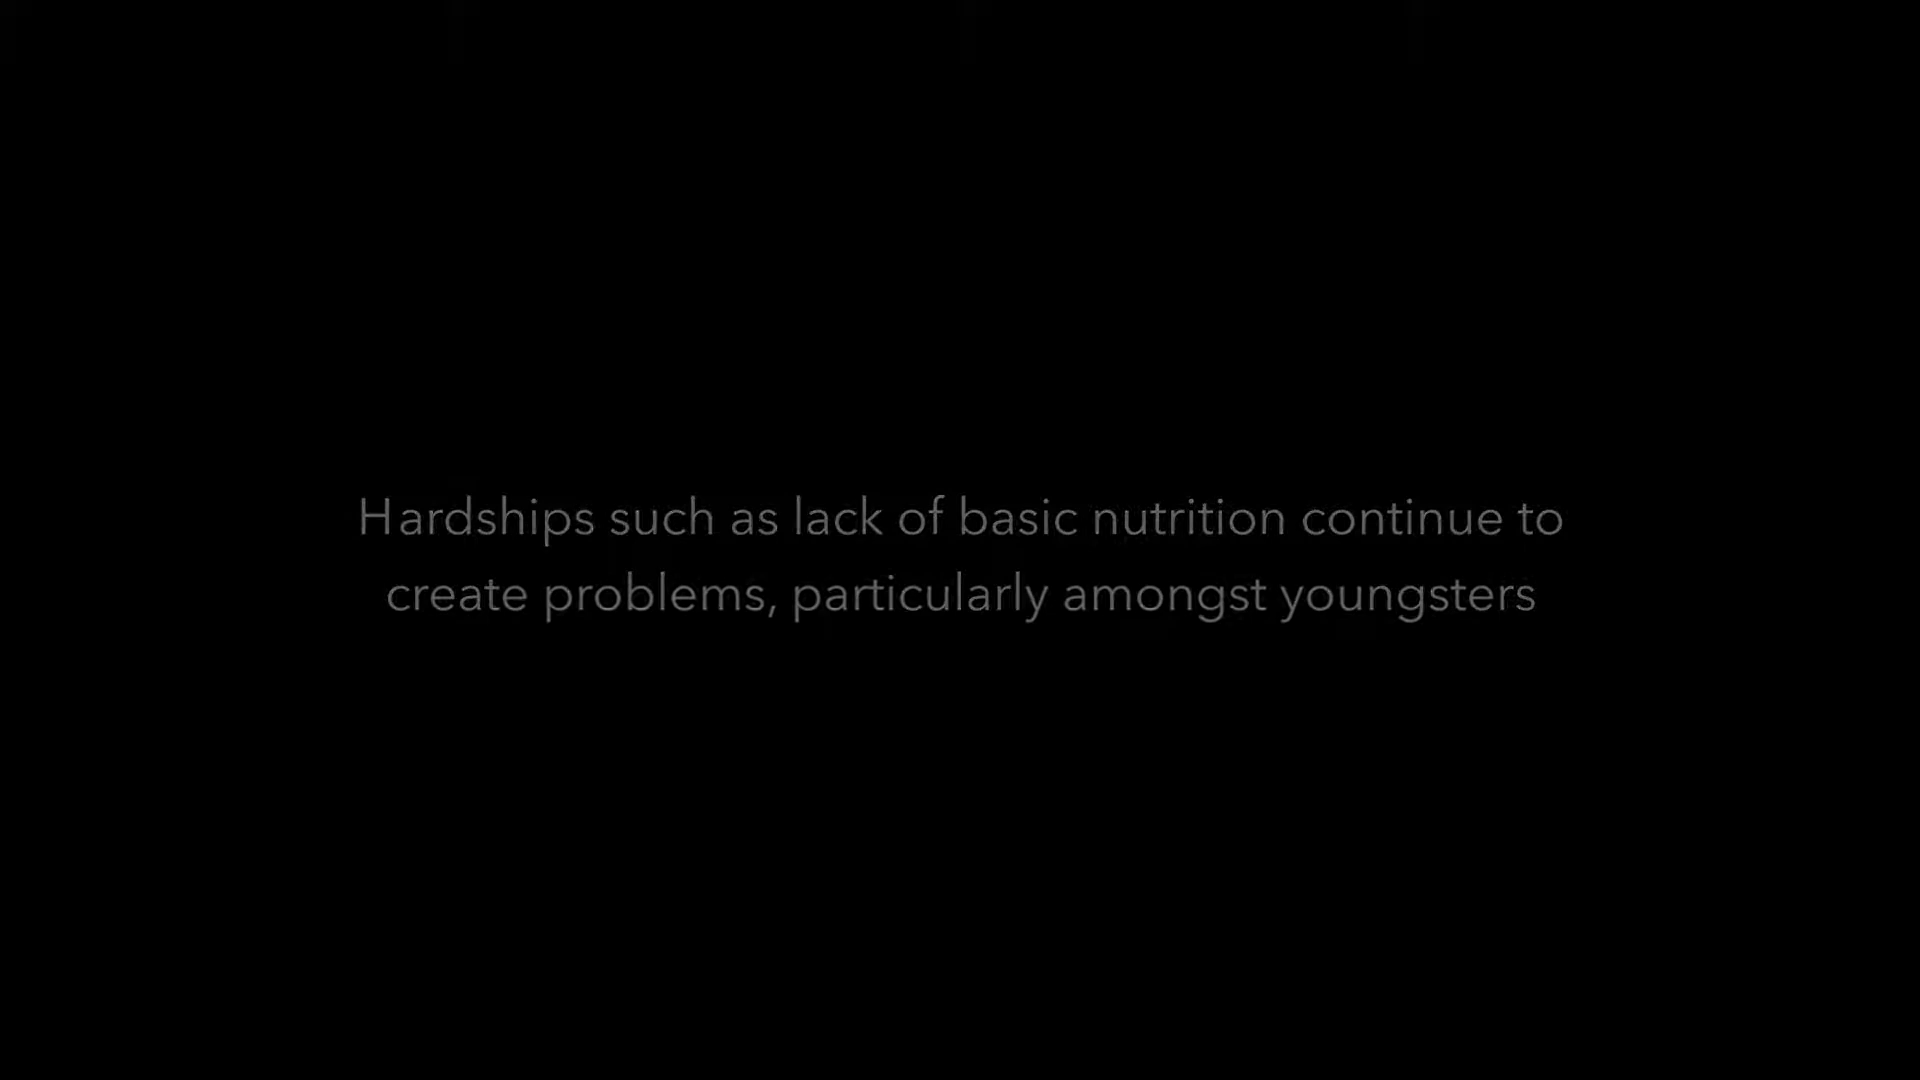 Hardships such as lack of basic nutrition continue to
create problems, particularly amongst youngsters